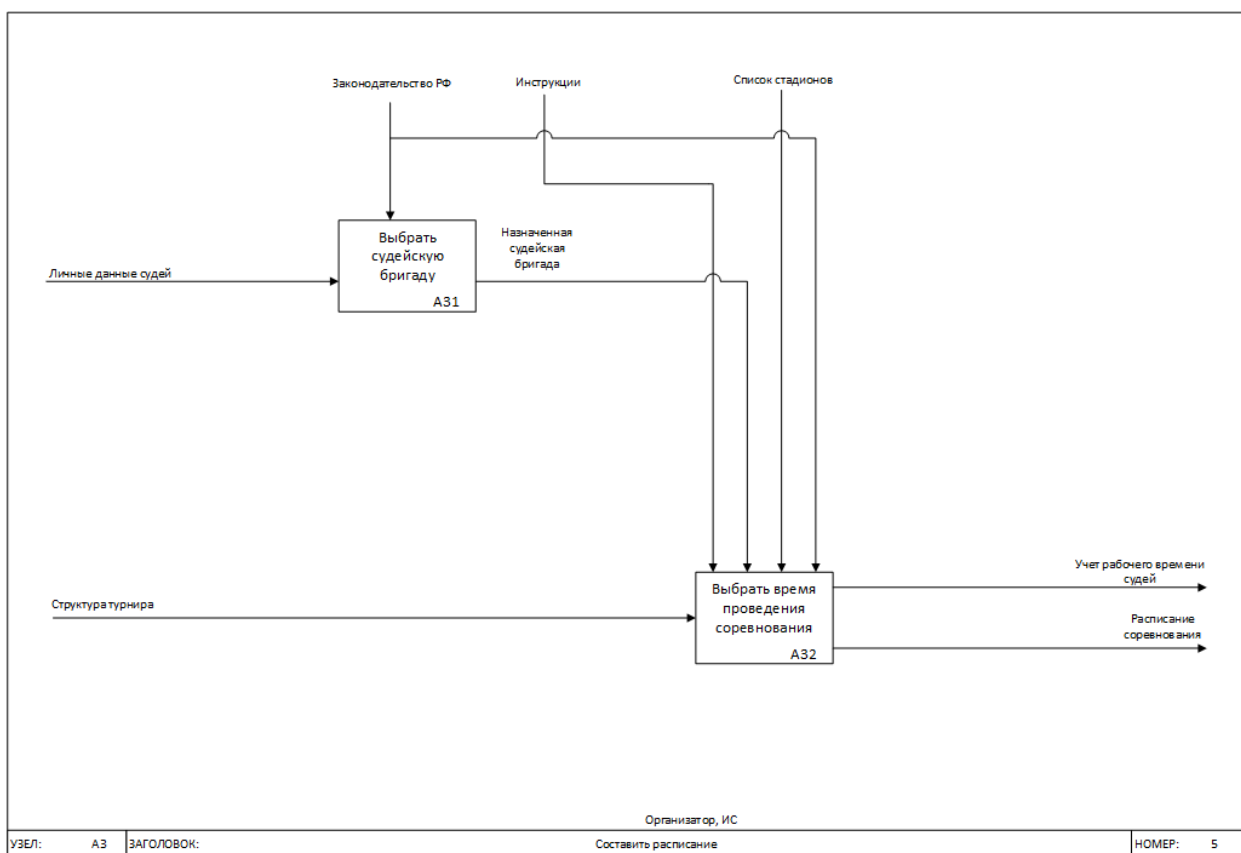 Законодательство РФ
Инструкции
Список стадионов
Выбрать
судейскую
бригаду
А31
Назначенная
судейская
бригада
Личные данные судей
Структура турнира
Выбрать время
проведения
соревнования
А32
Учет рабочего времени
судей
Расписание
соревнования
Организатор, ИС
УЗЕЛ: А3 ЗАГОЛОВОК: Составить расписание НОМЕР: 5